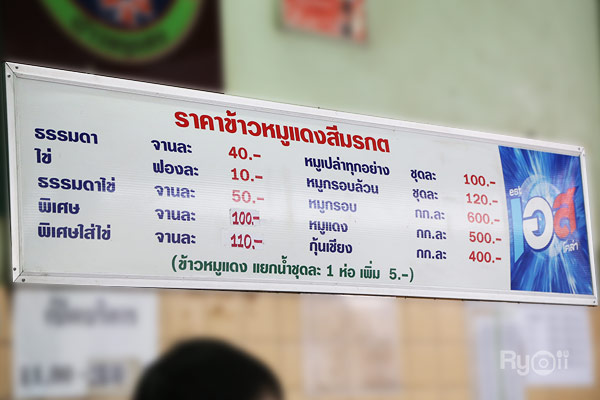 ราคาข้าวหมูแดงสีมรกต
ธรรมดา จานละ 40.-
ไข่ ฟองละ 10.-
ธรรมดาไข่ จานละ 50.-
พิเศษ จานละ 100.-
พิเศษใส่ไข่ จานละ 110.-
หมูเปล่าทุกอย่าง ชุดละ 100.-
หมูกรอบล้วน ชุดละ 120.-
หมูกรอบ กก.ละ 600.-
หมูแดง กก.ละ 500.-
กุ้นเชียง กก.ละ 400.-
(ข้าวหมูแดง แยกน้ำชุดละ 1 ห่อ เพิ่ม 5.-)
est
เอส
โคล่า
Ryoii